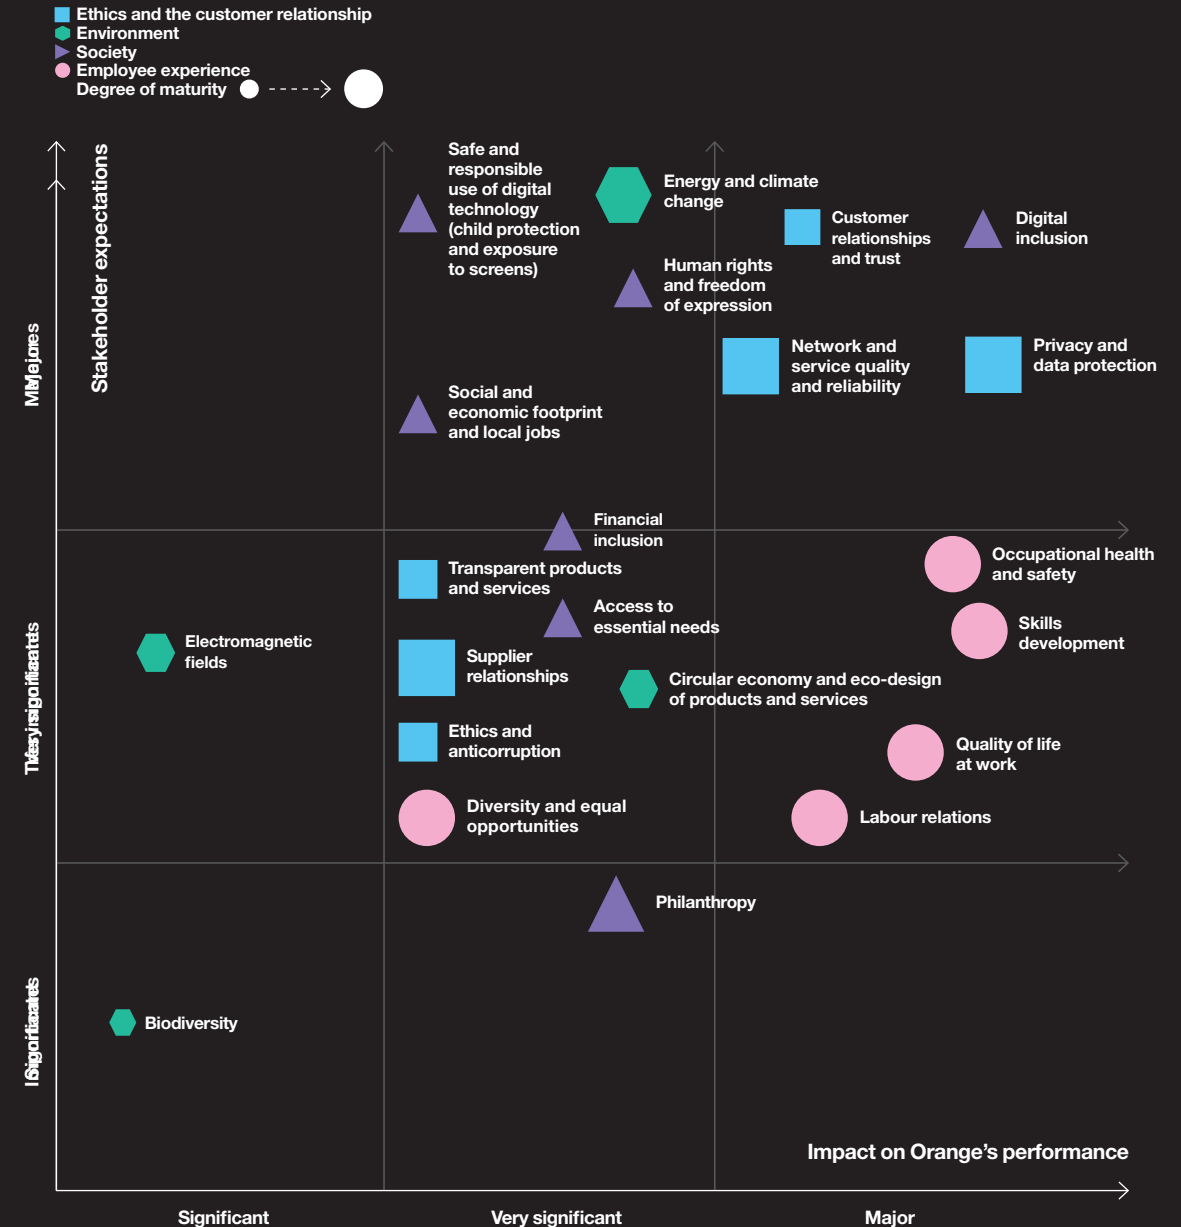 Ethics and the customer relationship
Environment
Society
Employee experience
Degree of maturity
Stakeholder expectations
Safe and
responsible
use of digital
technology
(child protection
and exposure
to screens)
Energy and climate
change
Customer
relationships
and trust
Digital
inclusion
Human rights
and freedom
of expression
Network and
service quality
and reliability
Privacy and
data protection
Social and
economic footprint
and local jobs
Financial
inclusion
Transparent products
and services
Access to
essential needs
Occupational health
and safety
Skills
development
Electromagnetic
fields
Supplier
relationships
Circular economy and eco-design
of products and services
Ethics and
anticorruption
Quality of life
at work
Diversity and equal
opportunities
Labour relations
Philanthropy
Biodiversity
Impact on Orange’s performance
Significant
Very significant
Major